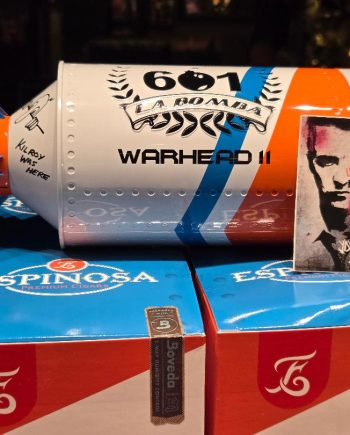 601
LA BOMBA
WARHEAD II
KILROY
WAS
HERE
ESPINOSA
PREMIUM CIGARS
ESPINOSA
Boveda
E
E